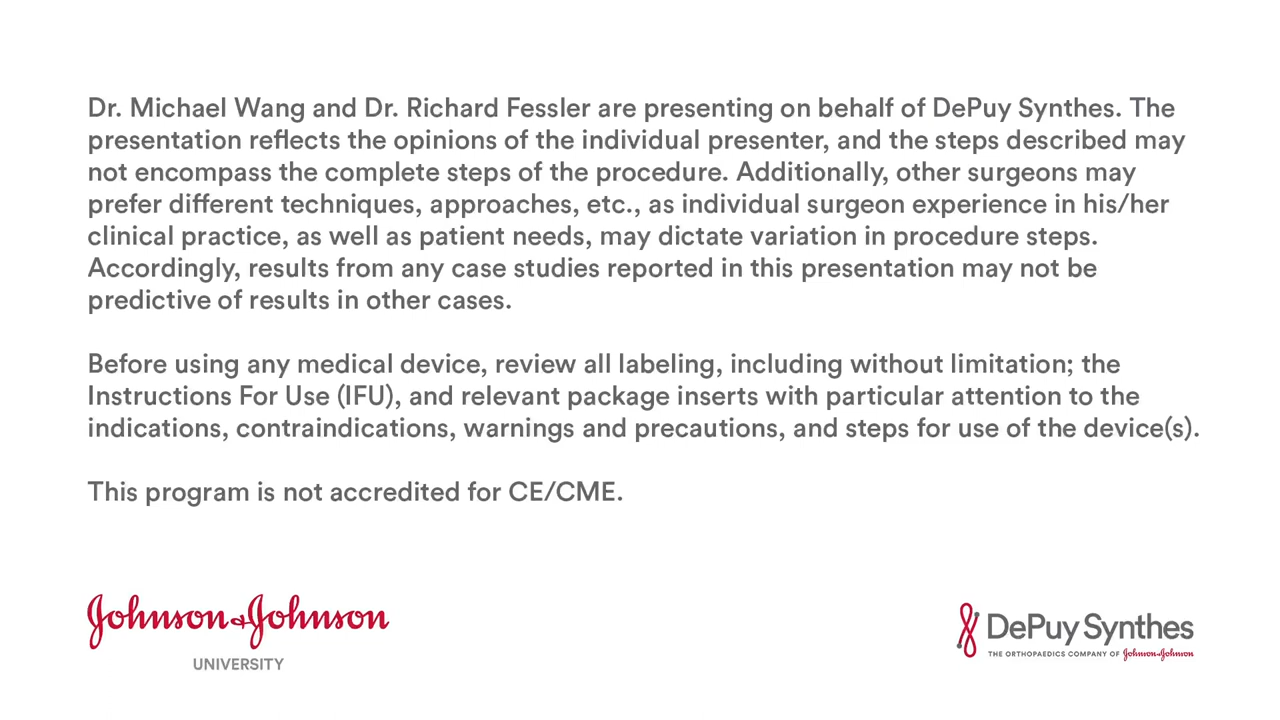 Dr. Michael Wang and Dr. Richard Fessler are presenting on behalf of DePuy Synthes. The
presentation reflects the opinions of the individual presenter, and the steps described may
not encompass the complete steps of the procedure. Additionally, other surgeons may
prefer different techniques, approaches, etc., as individual surgeon experience in his/her
clinical practice, as well as patient needs, may dictate variation in procedure steps.
Accordingly, results from any case studies reported in this presentation may not be
predictive of results in other cases.
Before using any medical device, review all labeling, including without limitation; the
Instructions For Use (IFU), and relevant package inserts with particular attention to the
indications, contraindications, warnings and precautions, and steps for use of the device(s).
This program is not accredited for CE/CME.
Johnson & Johnson
UNIVERSITY
DePuy Synthes
THE ORTHOPAEDICS COMPANY OF Johnson & Johnson